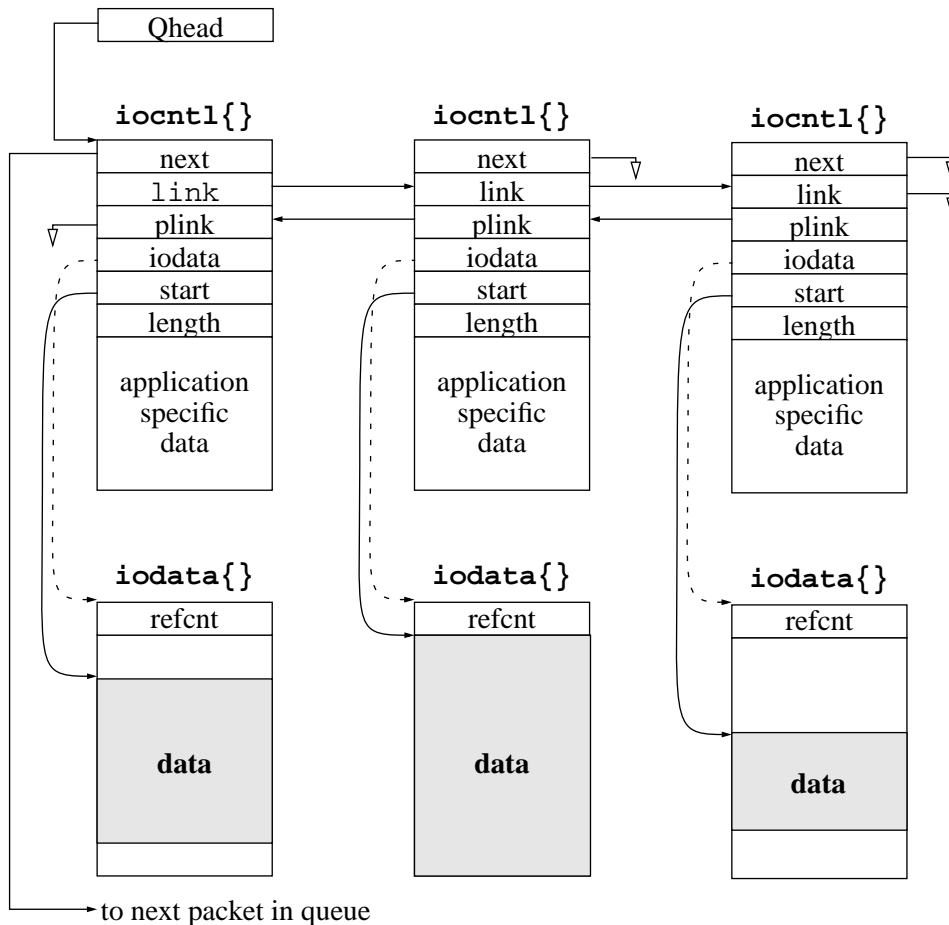 Qhead
iocntl{}
next
link
plink
iodata
start
length
application
specific
data
iocntl{}
next
link
plink
iodata
start
length
application
specific
data
iocntl{}
next
link
plink
iodata
start
length
application
specific
data
iodata{}
refcnt
data
iodata{}
refcnt
data
iodata{}
refcnt
data
to next packet in queue